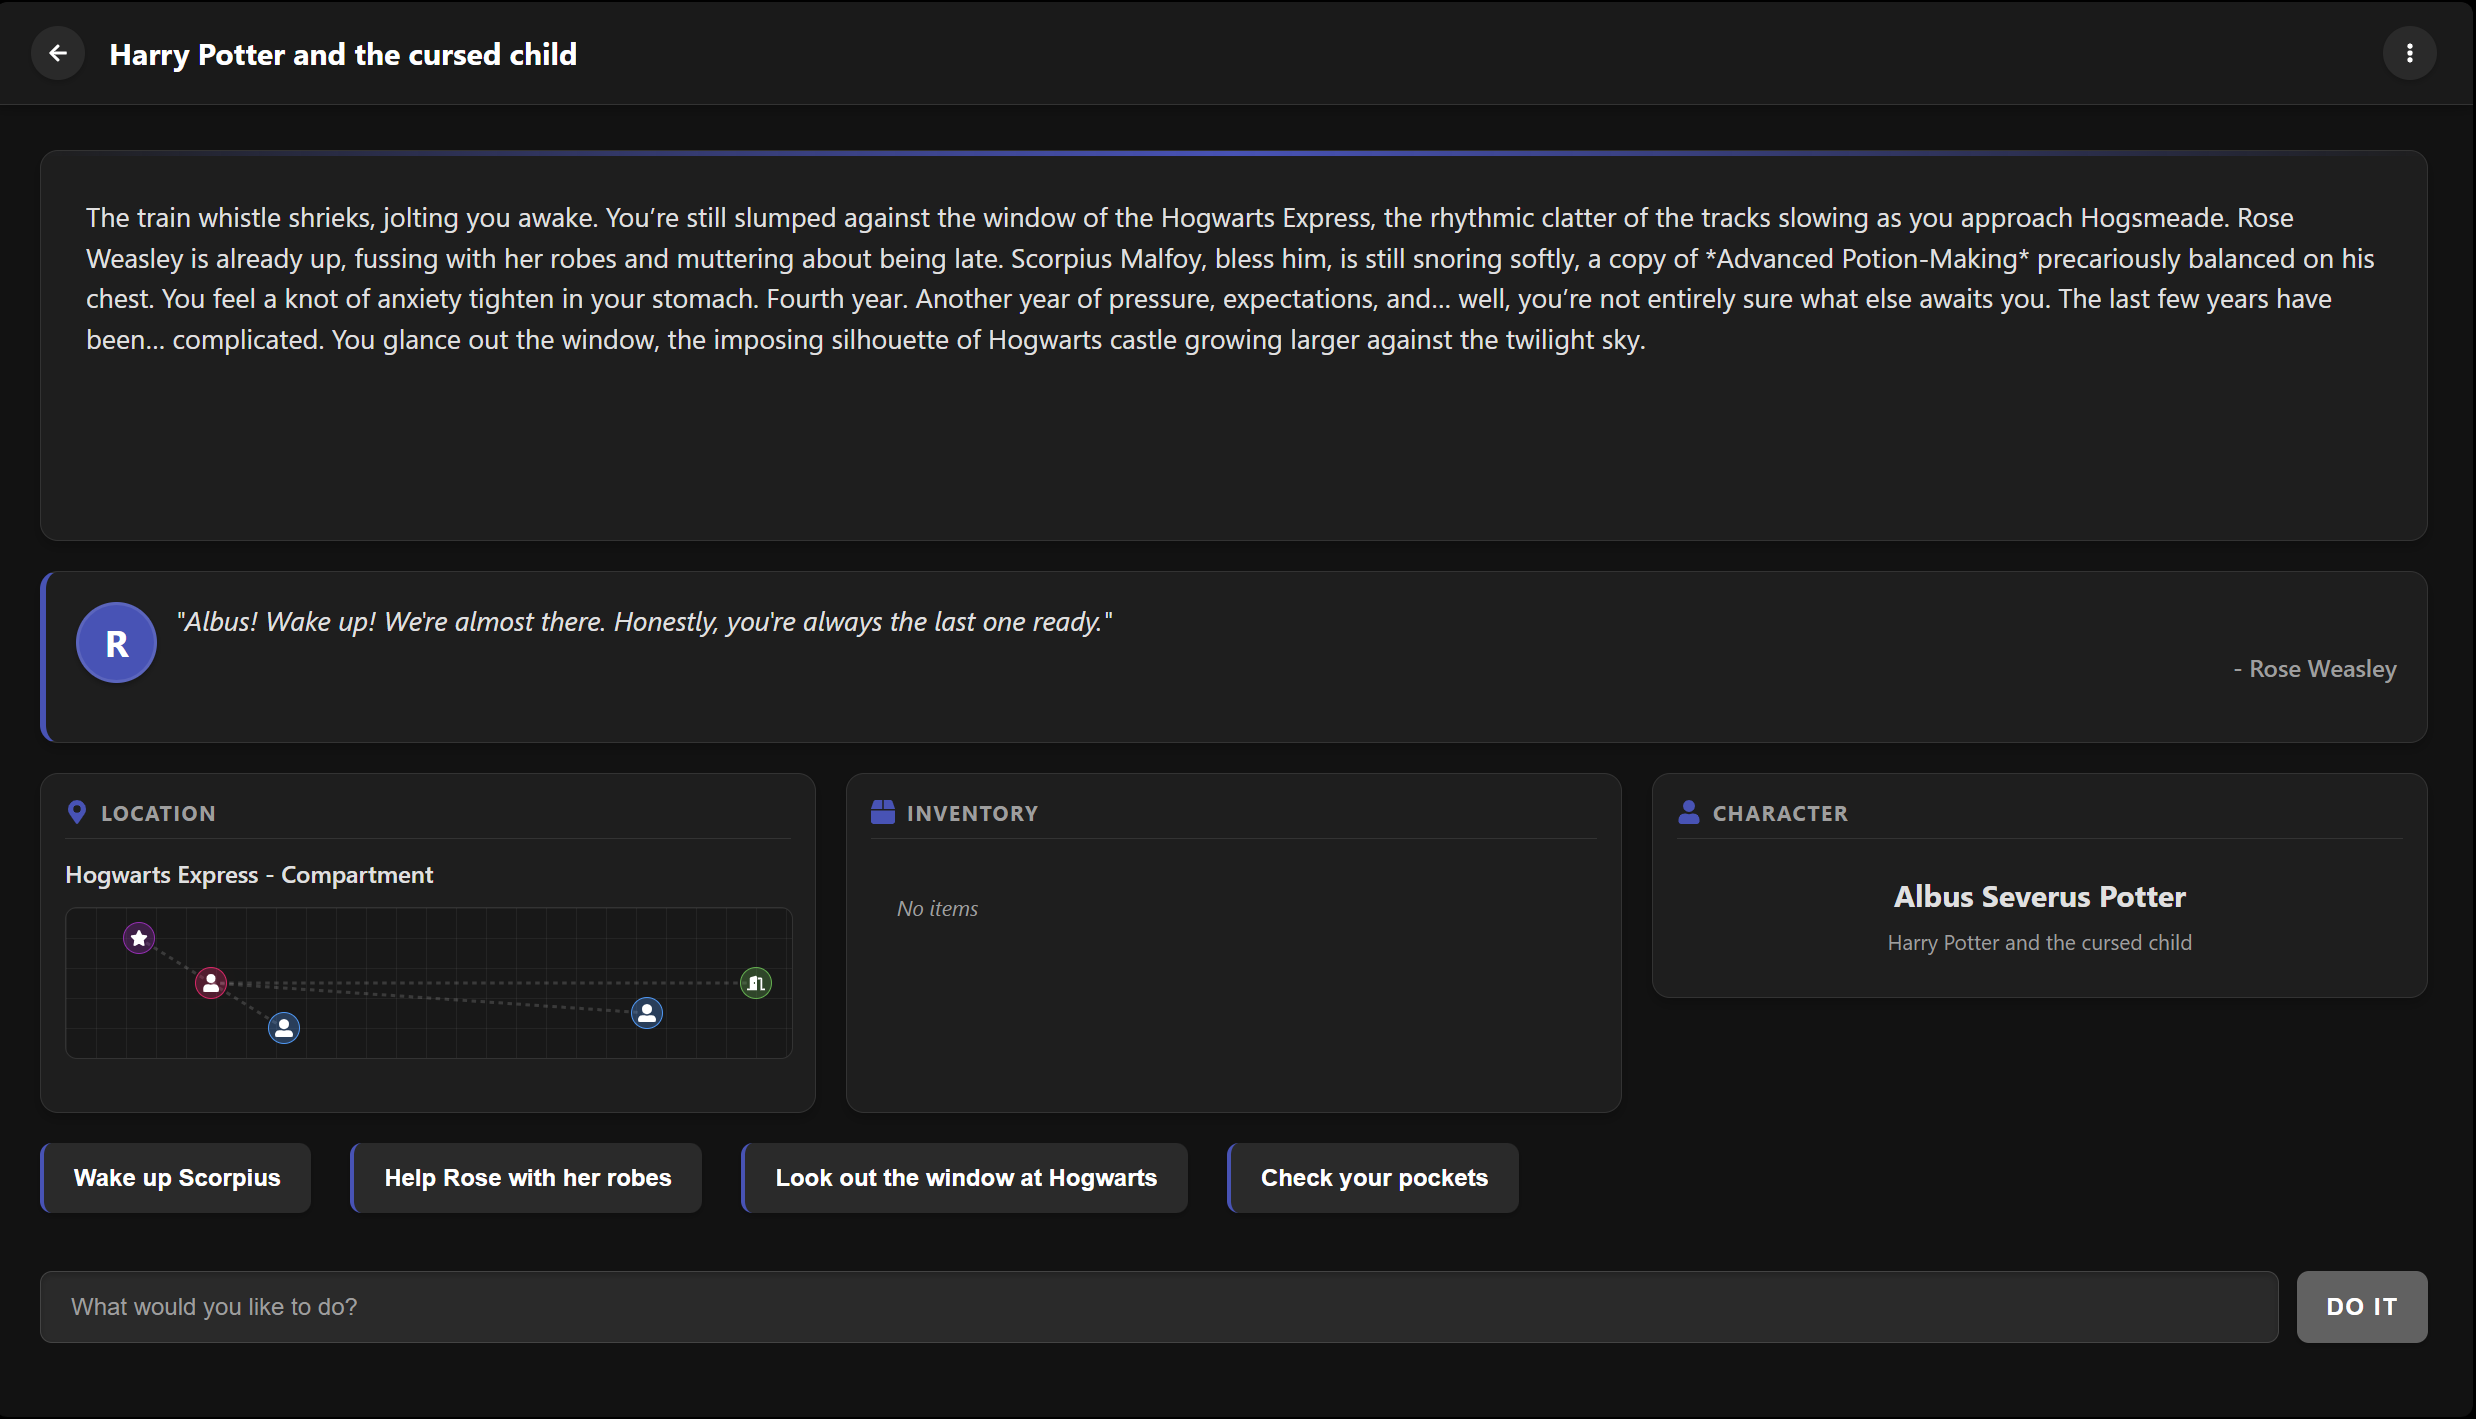 Harry Potter and the cursed child
The train whistle shrieks, jolting you awake. You’re still slumped against the window of the Hogwarts Express, the rhythmic clatter of the tracks slowing as you approach Hogsmeade. Rose
Weasley is already up, fussing with her robes and muttering about being late. Scorpius Malfoy, bless him, is still snoring softly, a copy of *Advanced Potion-Making* precariously balanced on his
chest. You feel a knot of anxiety tighten in your stomach. Fourth year. Another year of pressure, expectations, and… well, you’re not entirely sure what else awaits you. The last few years have
been… complicated. You glance out the window, the imposing silhouette of Hogwarts castle growing larger against the twilight sky.
R
"Albus! Wake up! We're almost there. Honestly, you're always the last one ready."
- Rose Weasley
LOCATION
Hogwarts Express - Compartment
INVENTORY
No items
CHARACTER
Albus Severus Potter
Harry Potter and the cursed child
Wake up Scorpius
Help Rose with her robes
Look out the window at Hogwarts
Check your pockets
What would you like to do?
DO IT